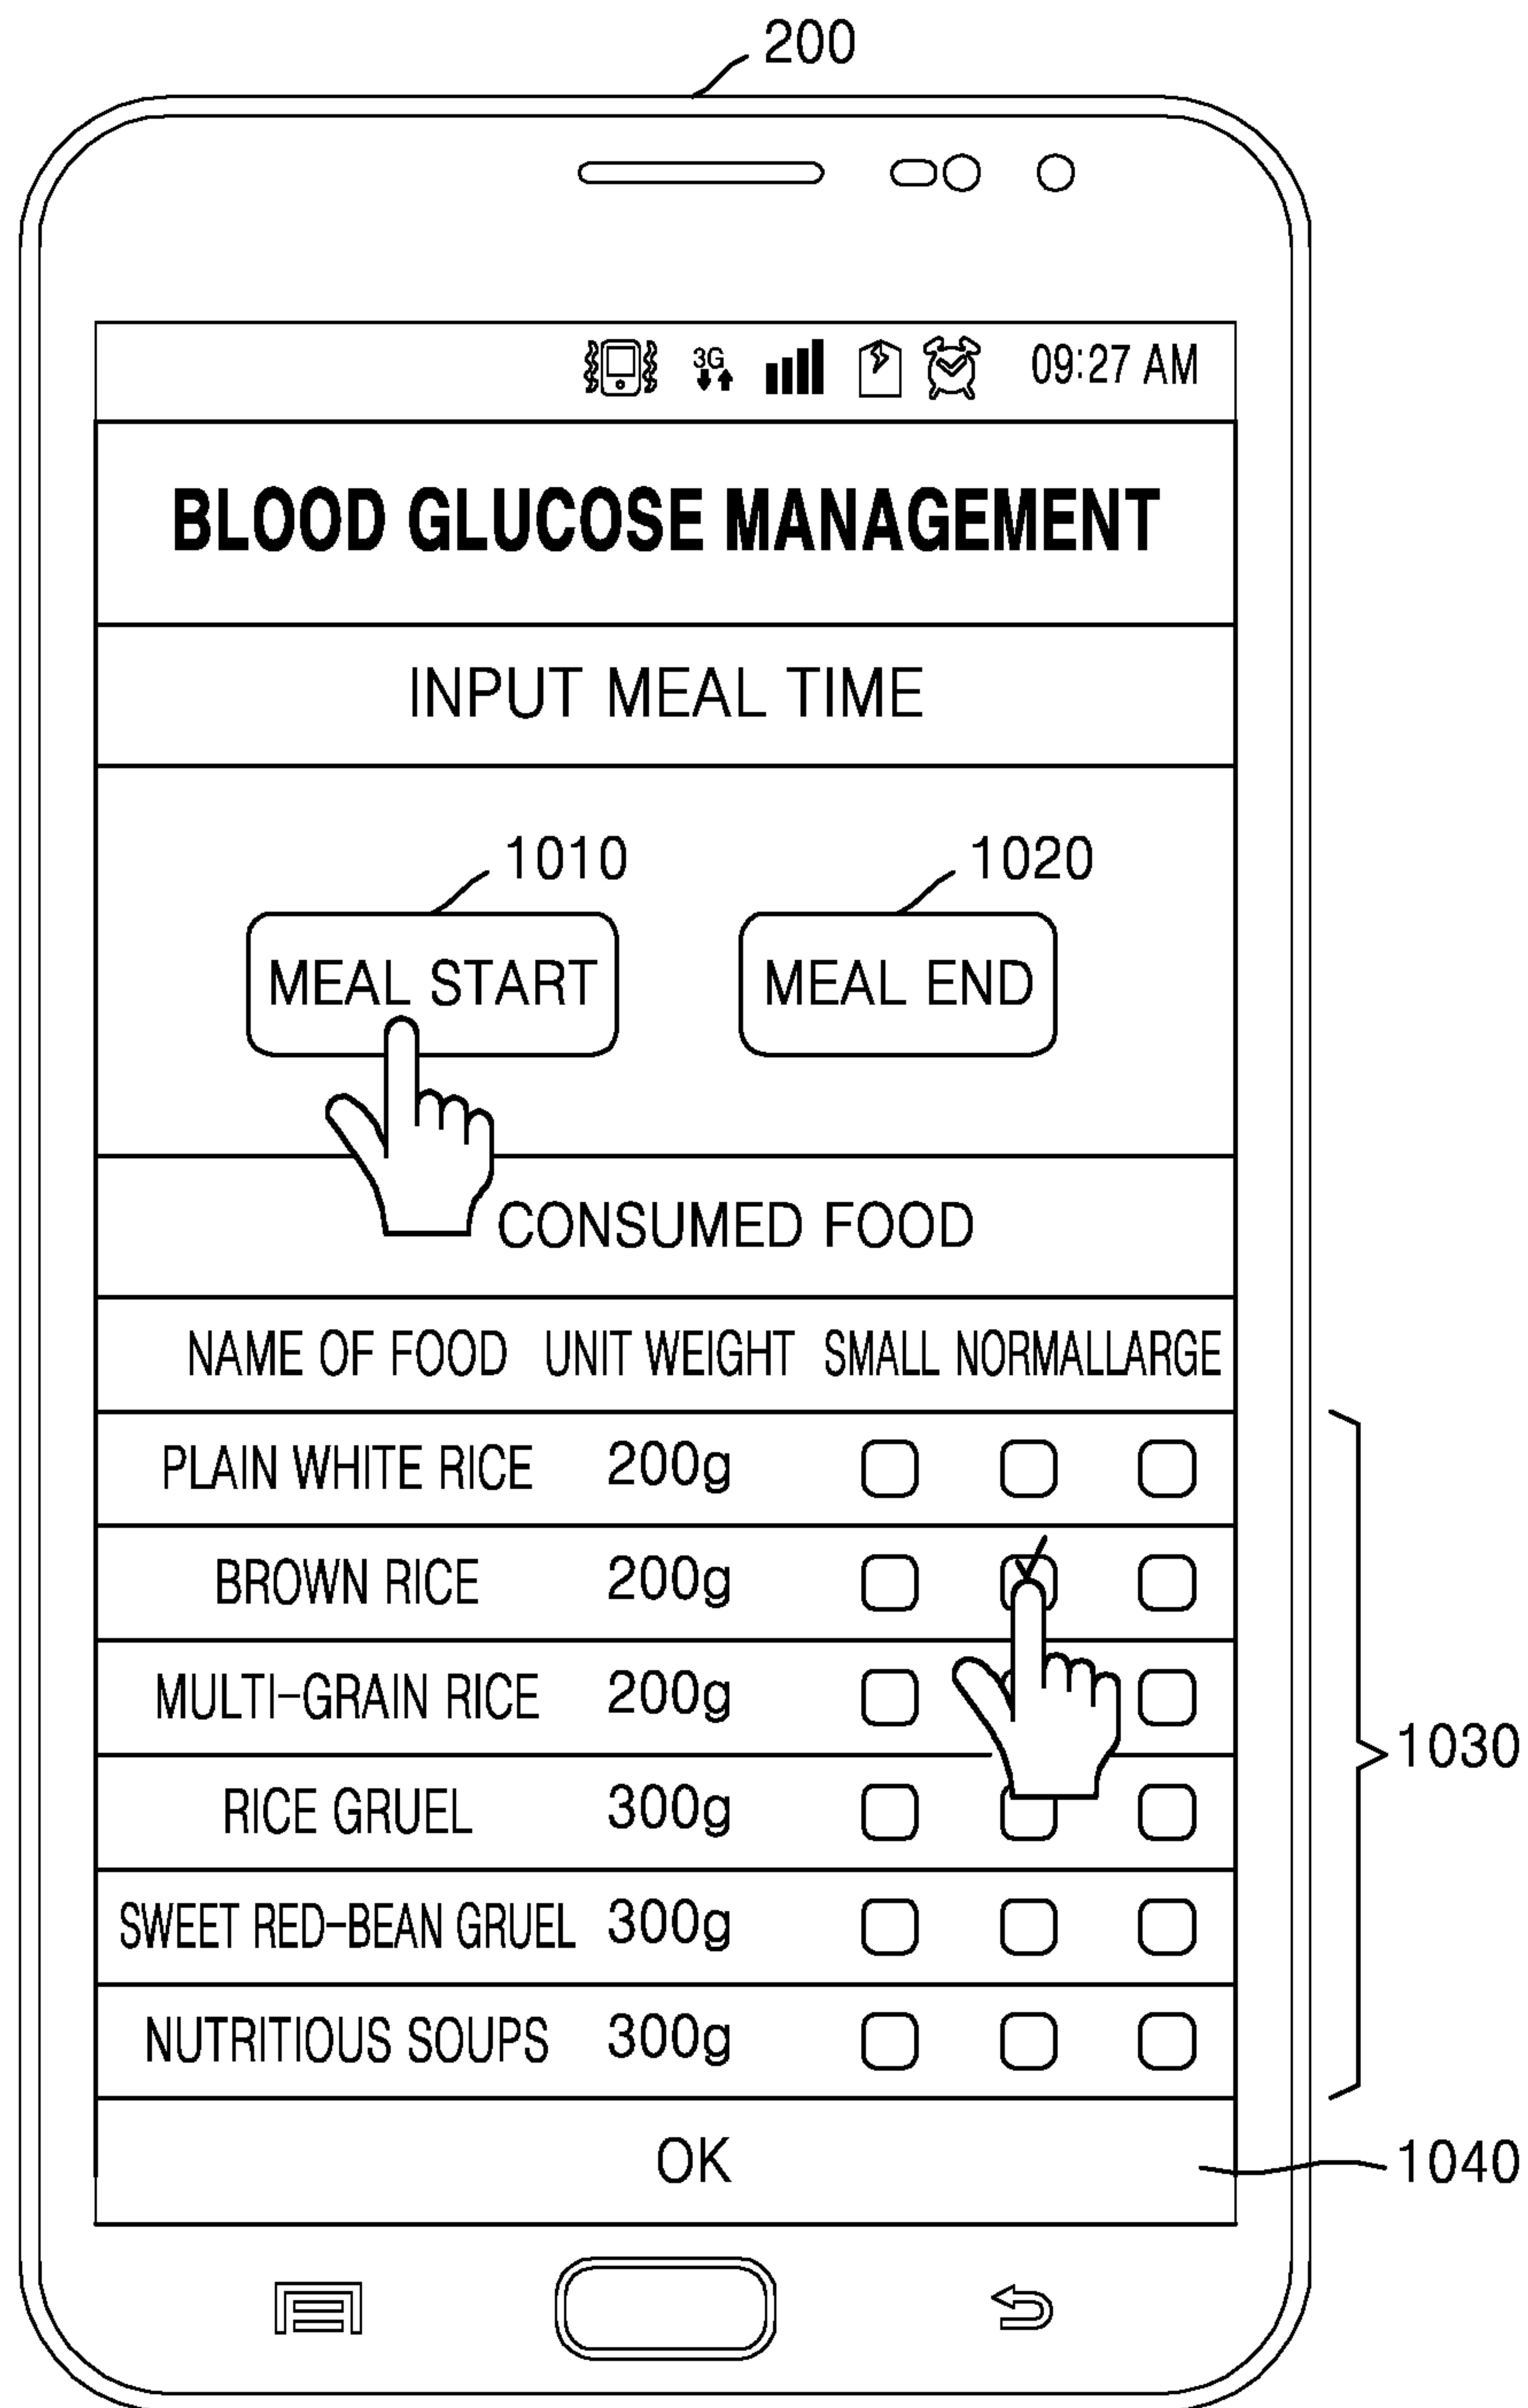 200
3G
09:27 AM
BLOOD GLUCOSE MANAGEMENT
INPUT MEAL TIME
1010
1020
MEAL START
MEAL END
CONSUMED FOOD
NAME OF FOOD UNIT WEIGHT SMALL NORMAL LARGE
PLAIN WHITE RICE 200g
BROWN RICE 200g
MULTI-GRAIN RICE 200g
1030
RICE GRUEL 300g
SWEET RED-BEAN GRUEL 300g
NUTRITIOUS SOUPS 300g
OK
1040